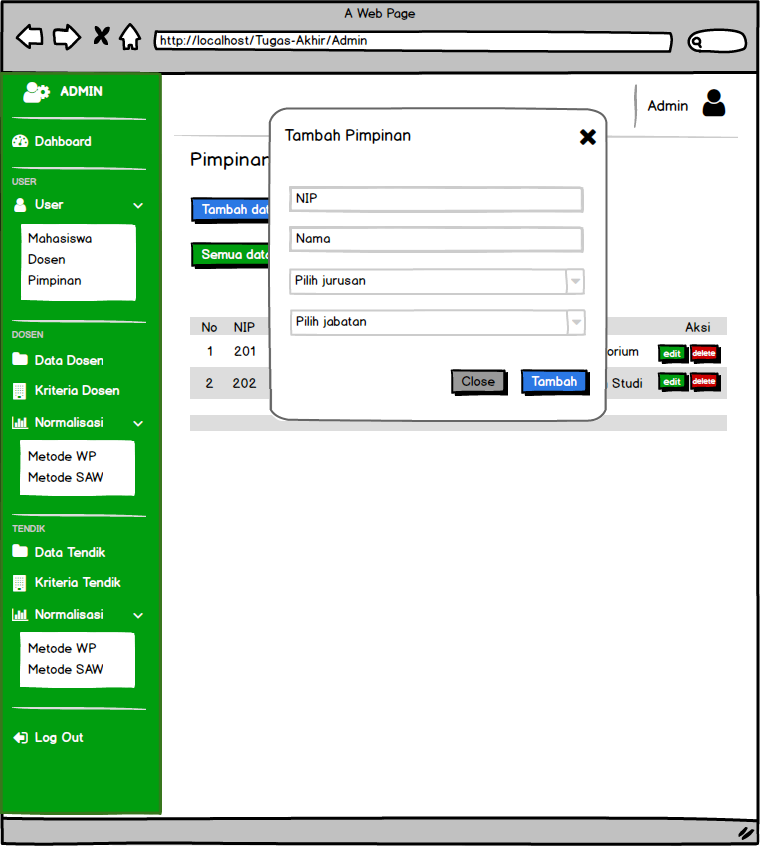 A Web Page
http://localhost/Tugas-Akhir/Admin
ADMIN
Dahboard
USER
User
Mahasiswa
Dosen
Pimpinan
DOSEN
Data Dosen
Kriteria Dosen
Normalisasi
Metode WP
Metode SAW
TENDIK
Data Tendik
Kriteria Tendik
Normalisasi
Metode WP
Metode SAW
Log Out
Admin
Pimpinan
Tambah dat
Semua data
No NIP Aksi
1 201 orium edit delete
2 202 Studi edit delete
Tambah Pimpinan
NIP
Nama
Pilih jurusan
Pilih jabatan
Close Tambah